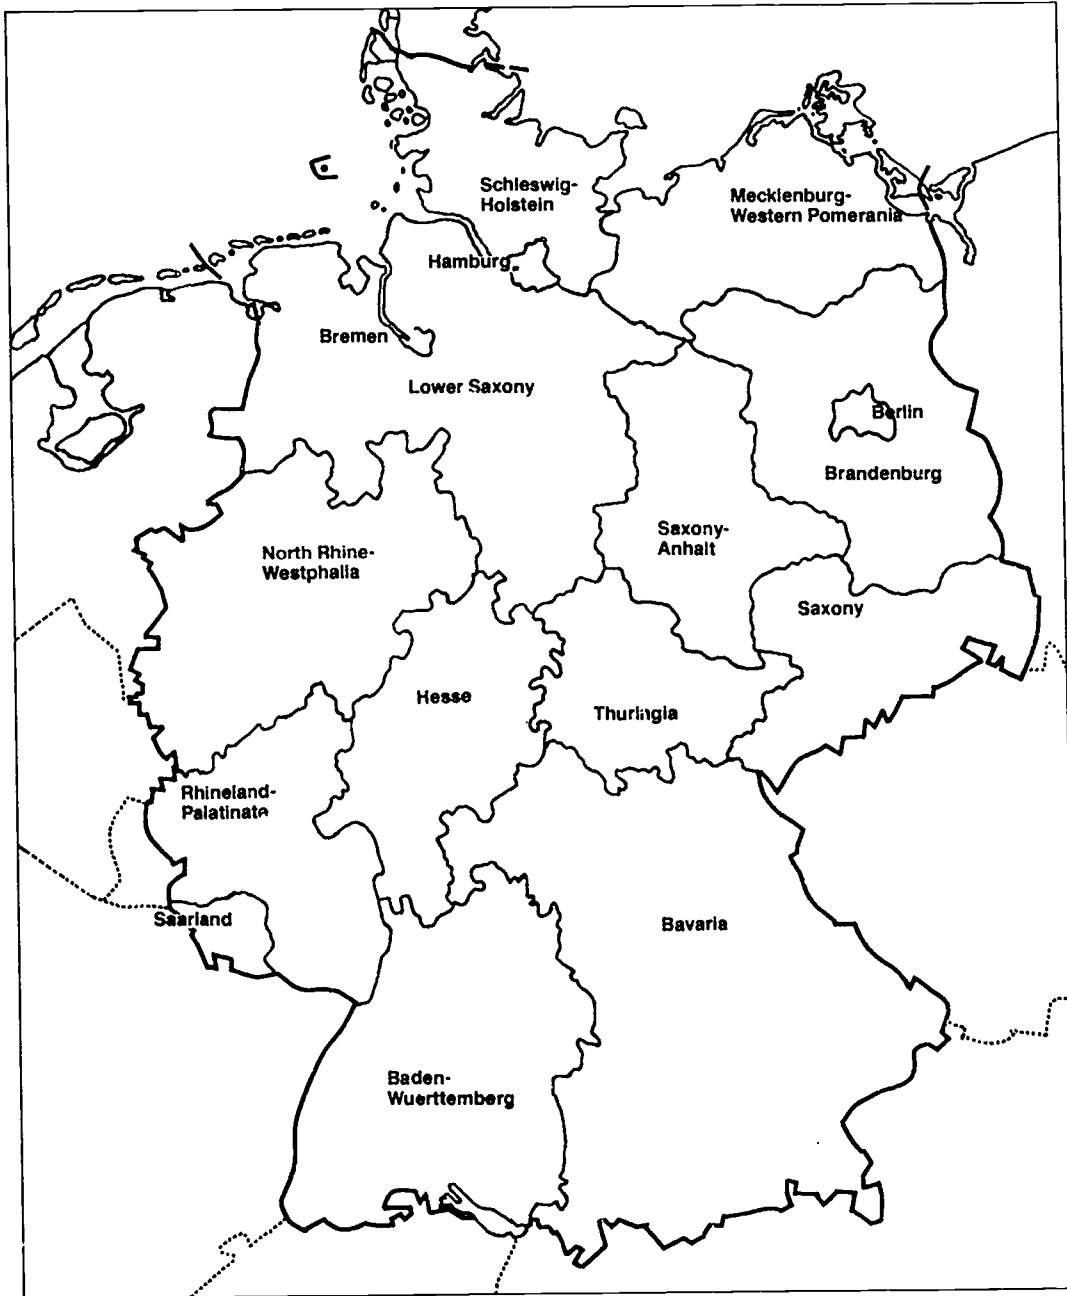 Schleswig-
Holstein
Mecklenburg-
Western Pomerania
Hamburg
Bremen
Lower Saxony
Berlin
Brandenburg
Saxony-
Anhalt
North Rhine-
Westphalia
Saxony
Hesse
Thuringia
Rhineland-
Palatinate
Saarland
Bavaria
Baden-
Wuerttemberg